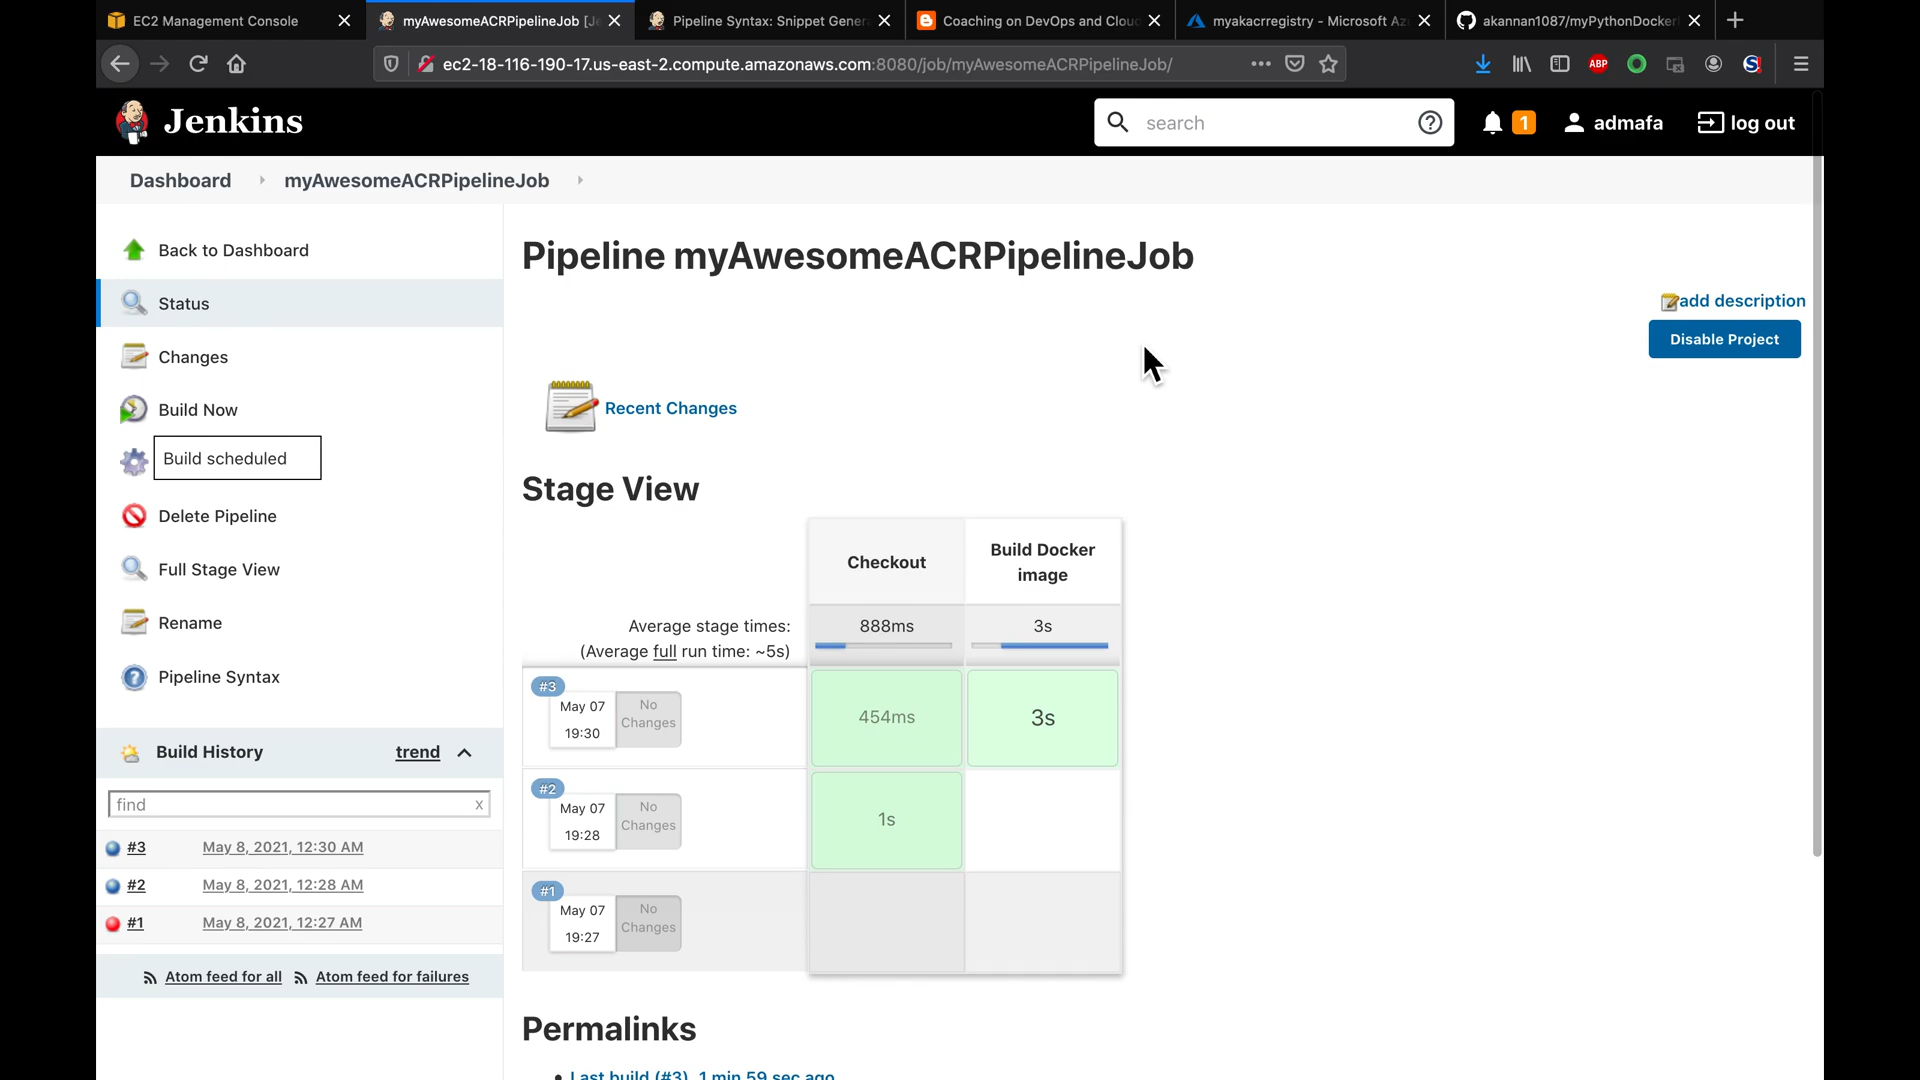 EC2 Management Console
myAwesomeACRPipelineJob [Je
Pipeline Syntax: Snippet Genera
Coaching on DevOps and Cloud
myakacrregistry - Microsoft Az
akannan1087/myPythonDocker
ec2-18-116-190-17.us-east-2.compute.amazonaws.com:8080/job/myAwesomeACRPipelineJob/
ABP
S
Jenkins
search
1
admafa
log out
Dashboard
myAwesomeACRPipelineJob
Back to Dashboard
Status
Changes
Build Now
Build scheduled
Delete Pipeline
Full Stage View
Rename
Pipeline Syntax
Build History
trend
find
x
#3
May 8, 2021, 12:30 AM
#2
May 8, 2021, 12:28 AM
#1
May 8, 2021, 12:27 AM
Atom feed for all
Atom feed for failures
Pipeline myAwesomeACRPipelineJob
add description
Disable Project
Recent Changes
Stage View
Checkout
Build Docker
image
Average stage times:
(Average full run time: ~5s)
888ms
3s
#3
May 07
19:30
No
Changes
454ms
3s
#2
May 07
19:28
No
Changes
1s
#1
May 07
19:27
No
Changes
Permalinks
Last build (#3), 1 min 59 sec ago